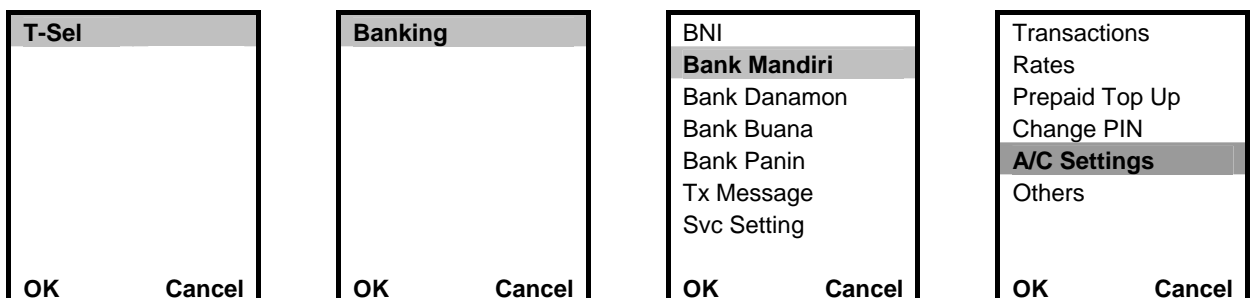 T-Sel
OK Cancel
Banking
OK Cancel
BNI
Bank Mandiri
Bank Danamon
Bank Buana
Bank Panin
Tx Message
Svc Setting
OK Cancel
Transactions
Rates
Prepaid Top Up
Change PIN
A/C Settings
Others
OK Cancel